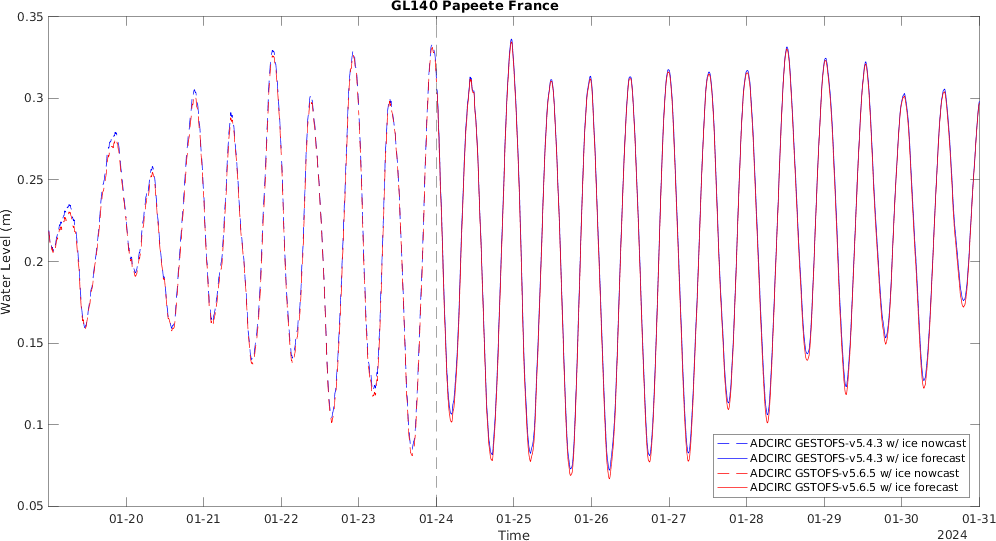 GL140 Papeete France
0.35
0.3
0.25
0.2
0.15
0.1
0.05
Water Level (m)
ADCIRC GESTOFS-v5.4.3 w/ ice nowcast
ADCIRC GESTOFS-v5.4.3 w/ ice forecast
ADCIRC GSTOFS-v5.6.5 w/ ice nowcast
ADCIRC GSTOFS-v5.6.5 w/ ice forecast
01-20 01-21 01-22 01-23 01-24 01-25 01-26 01-27 01-28 01-29 01-30 01-31
Time
2024